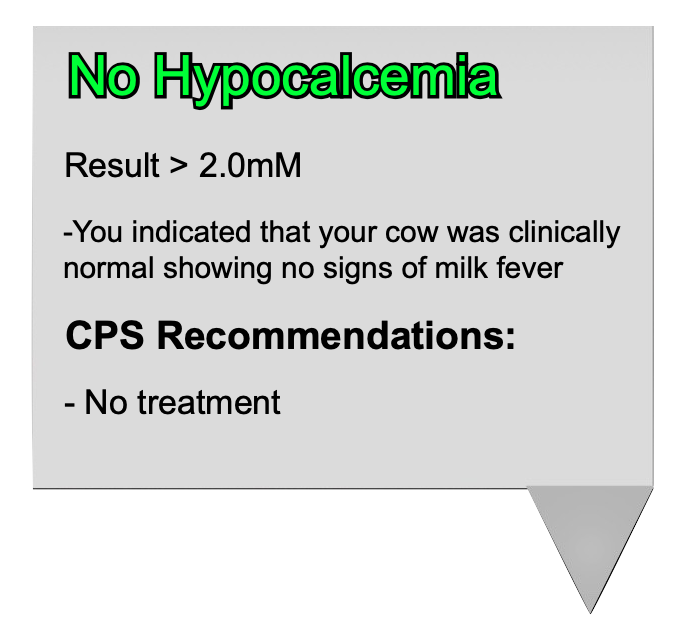 No Hypocalcemia
Result > 2.0mM
-You indicated that your cow was clinically
normal showing no signs of milk fever
CPS Recommendations:
- No treatment